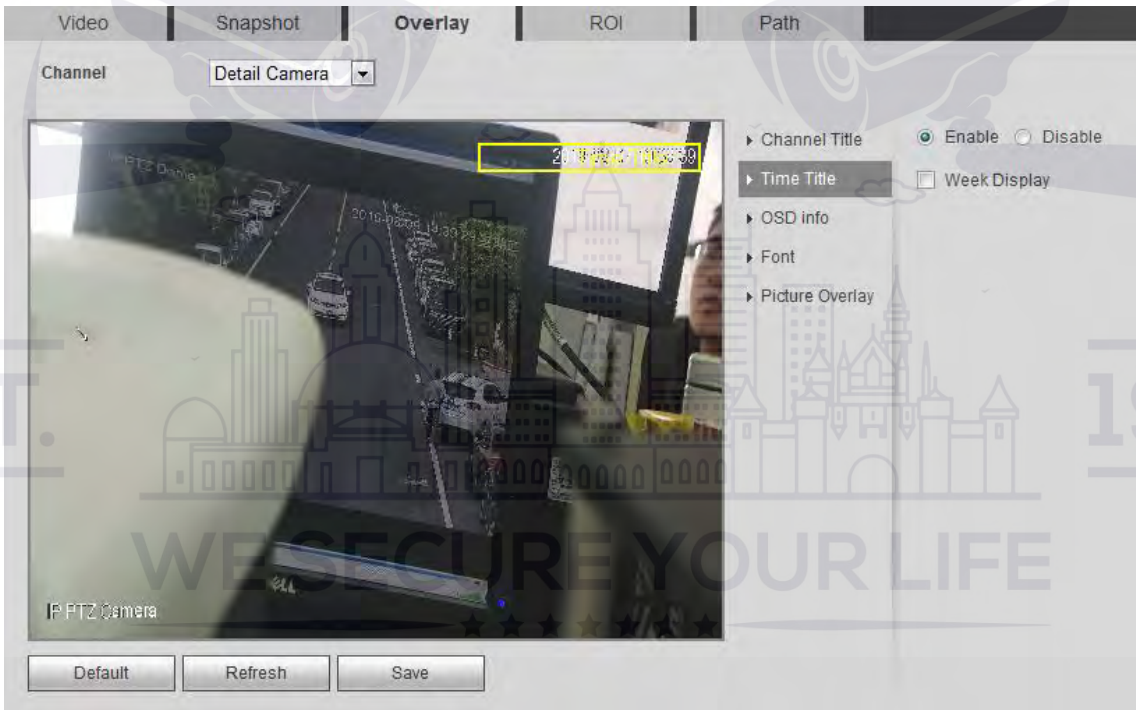 Video Snapshot Overlay ROI Path
Channel Detail Camera
Channel Title Enable Disable
Time Title Week Display
OSD info
Font
Picture Overlay
T.
WE SECURE YOUR LIFE
IP PTZ Camera
Default Refresh Save